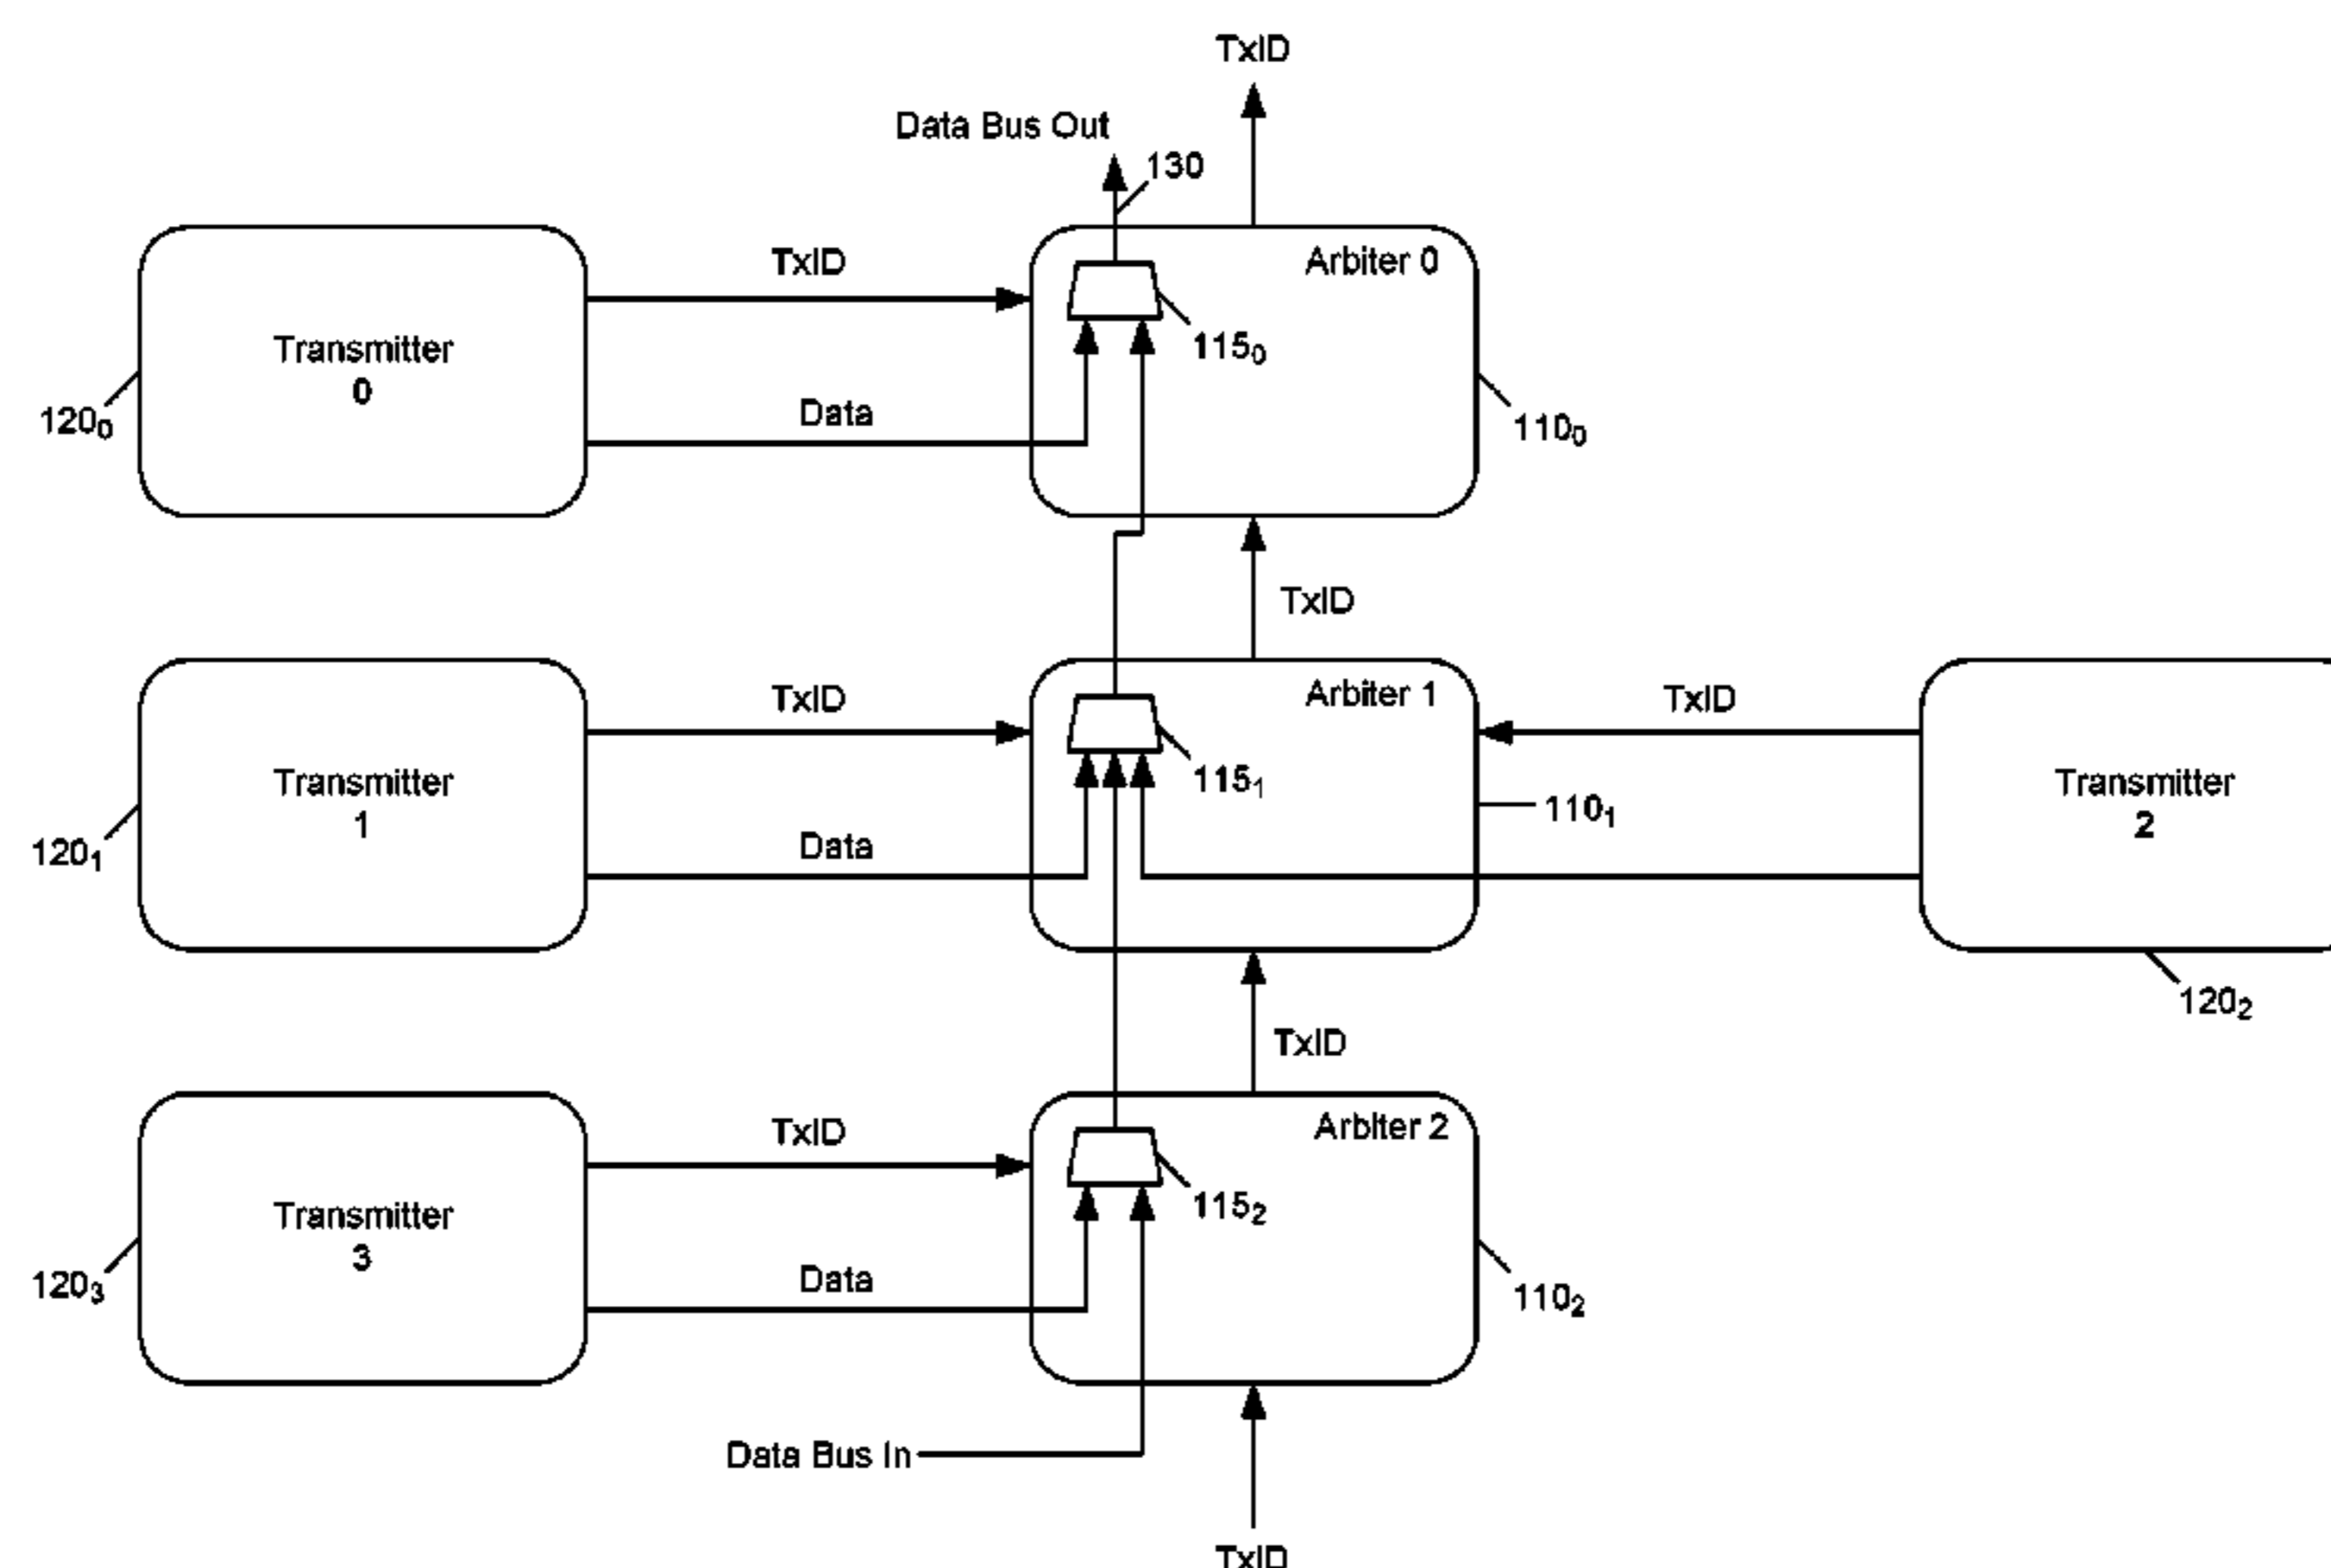 TxID
Data Bus Out
130
TxID
Arbiter 0
Transmitter
0
115₀
120₀
Data
110₀
TxID
TxID
Arbiter 1
TxID
Transmitter
1
115₁
110₁
Transmitter
2
120₁
Data
120₂
TxID
TxID
Arbiter 2
Transmitter
3
115₂
120₃
Data
110₂
Data Bus In
TxID